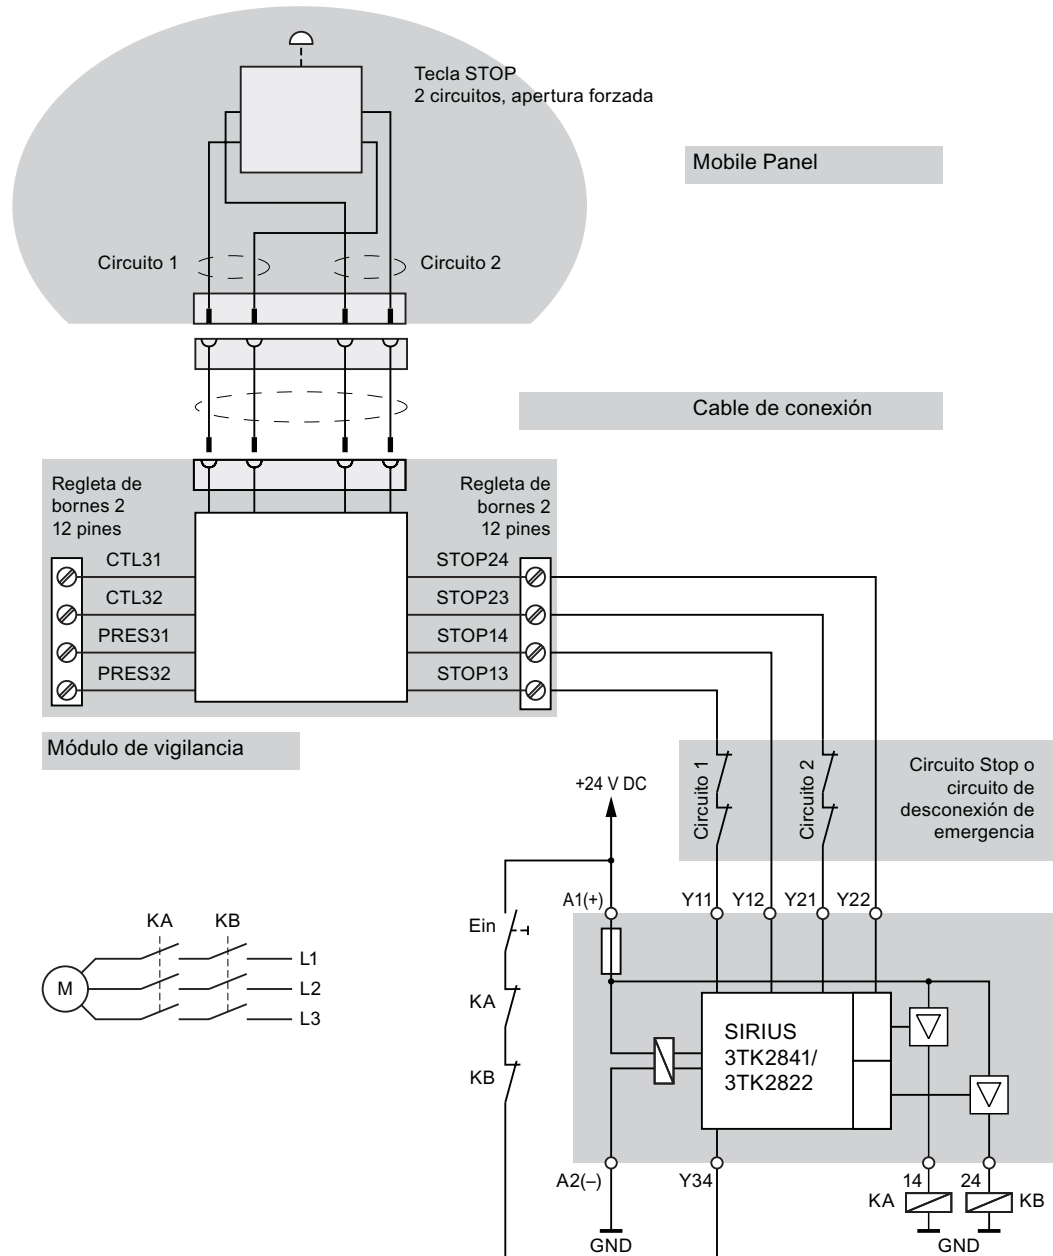 Tecla STOP
2 circuitos, apertura forzada
Mobile Panel
Circuito 1
Circuito 2
Cable de conexión
Regleta de
bornes 2
12 pines
Regleta de
bornes 2
12 pines
CTL31
CTL32
PRES31
PRES32
STOP24
STOP23
STOP14
STOP13
Módulo de vigilancia
Circuito 1
Circuito 2
Circuito Stop o
circuito de
desconexión de
emergencia
+24 V DC
A1(+)
Y11
Y12
Y21
Y22
Ein
KA
KB
KA
KB
M
L1
L2
L3
SIRIUS
3TK2841/
3TK2822
A2(–)
Y34
14
24
KA
KB
GND
GND